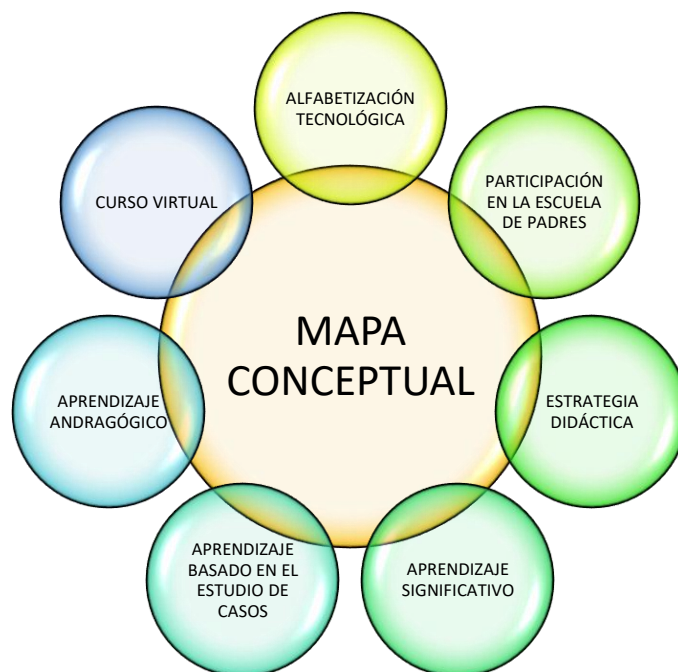 ALFABETIZACIÓN
TECNOLÓGICA
PARTICIPACIÓN
EN LA ESCUELA
DE PADRES
CURSO VIRTUAL
MAPA
CONCEPTUAL
ESTRATEGIA
DIDÁCTICA
APRENDIZAJE
ANDRAGÓGICO
APRENDIZAJE
BASADO EN EL
ESTUDIO DE
CASOS
APRENDIZAJE
SIGNIFICATIVO